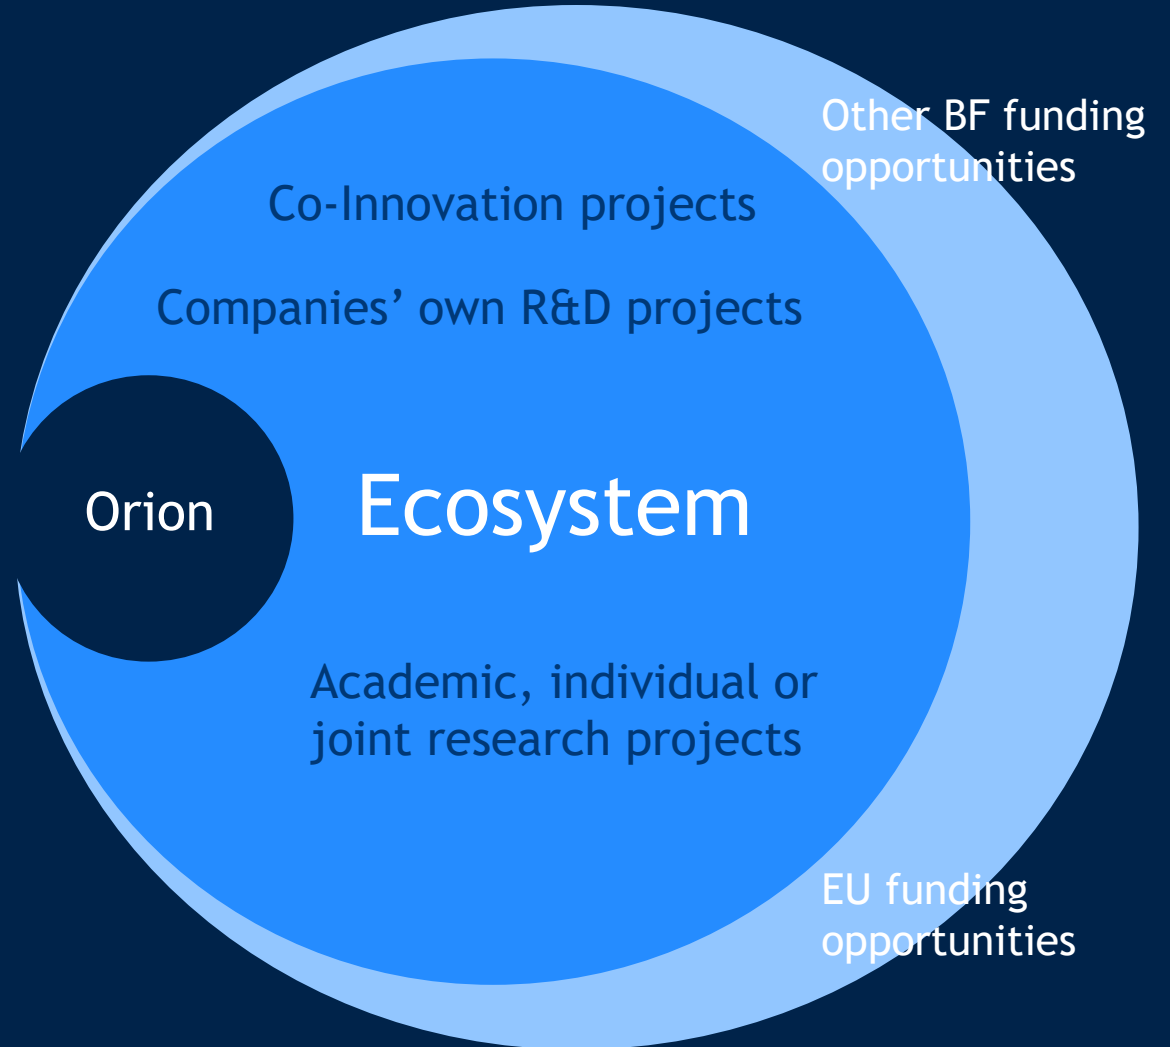 Other BF funding
opportunities
Co-Innovation projects
Companies’ own R&D projects
Orion
Ecosystem
Academic, individual or
joint research projects
EU funding
opportunities